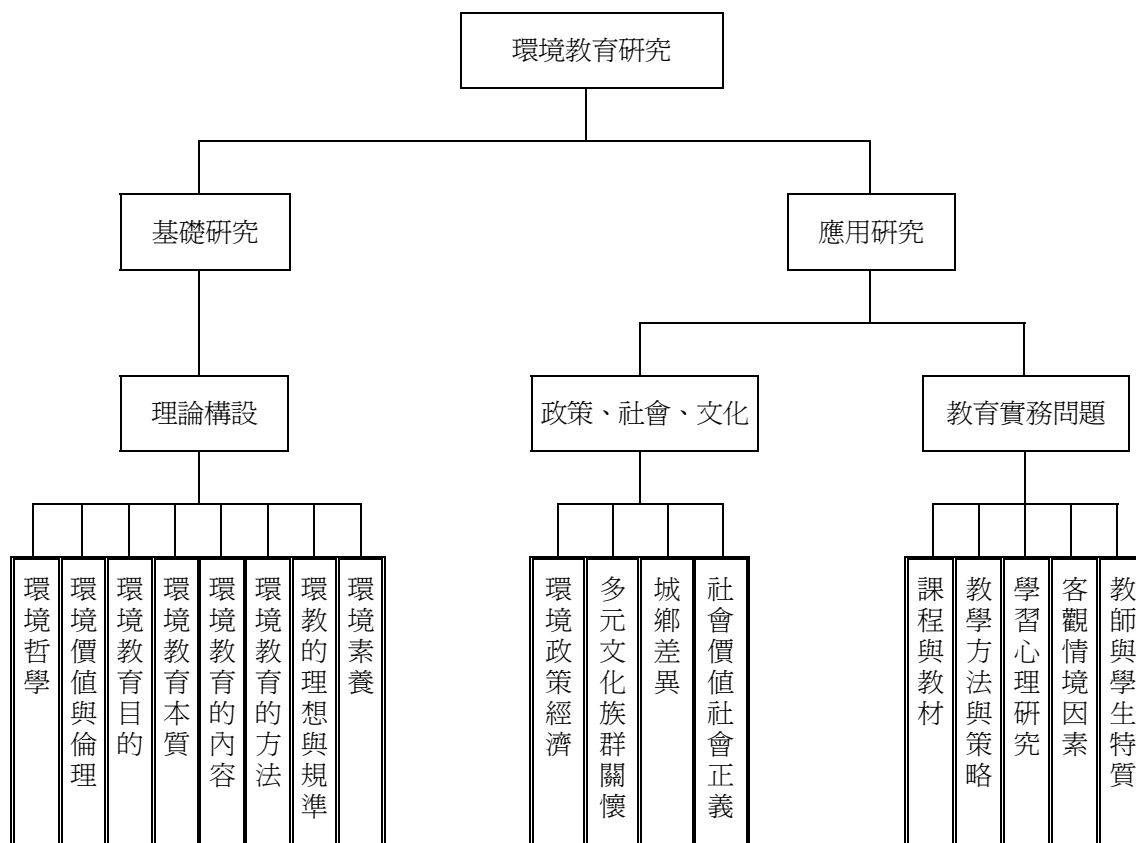 環境教育研究
基礎研究
應用研究
理論構設
政策、社會、文化
教育實務問題
環境哲學
環境價值與倫理
環境教育目的
環境教育本質
環境教育的內容
環境教育的方法
環教的理想與規準
環境素養
環境政策經濟
多元文化族群關懷
城鄉差異
社會價值社會正義
課程與教材
教學方法與策略
學習心理研究
客觀情境因素
教師與學生特質